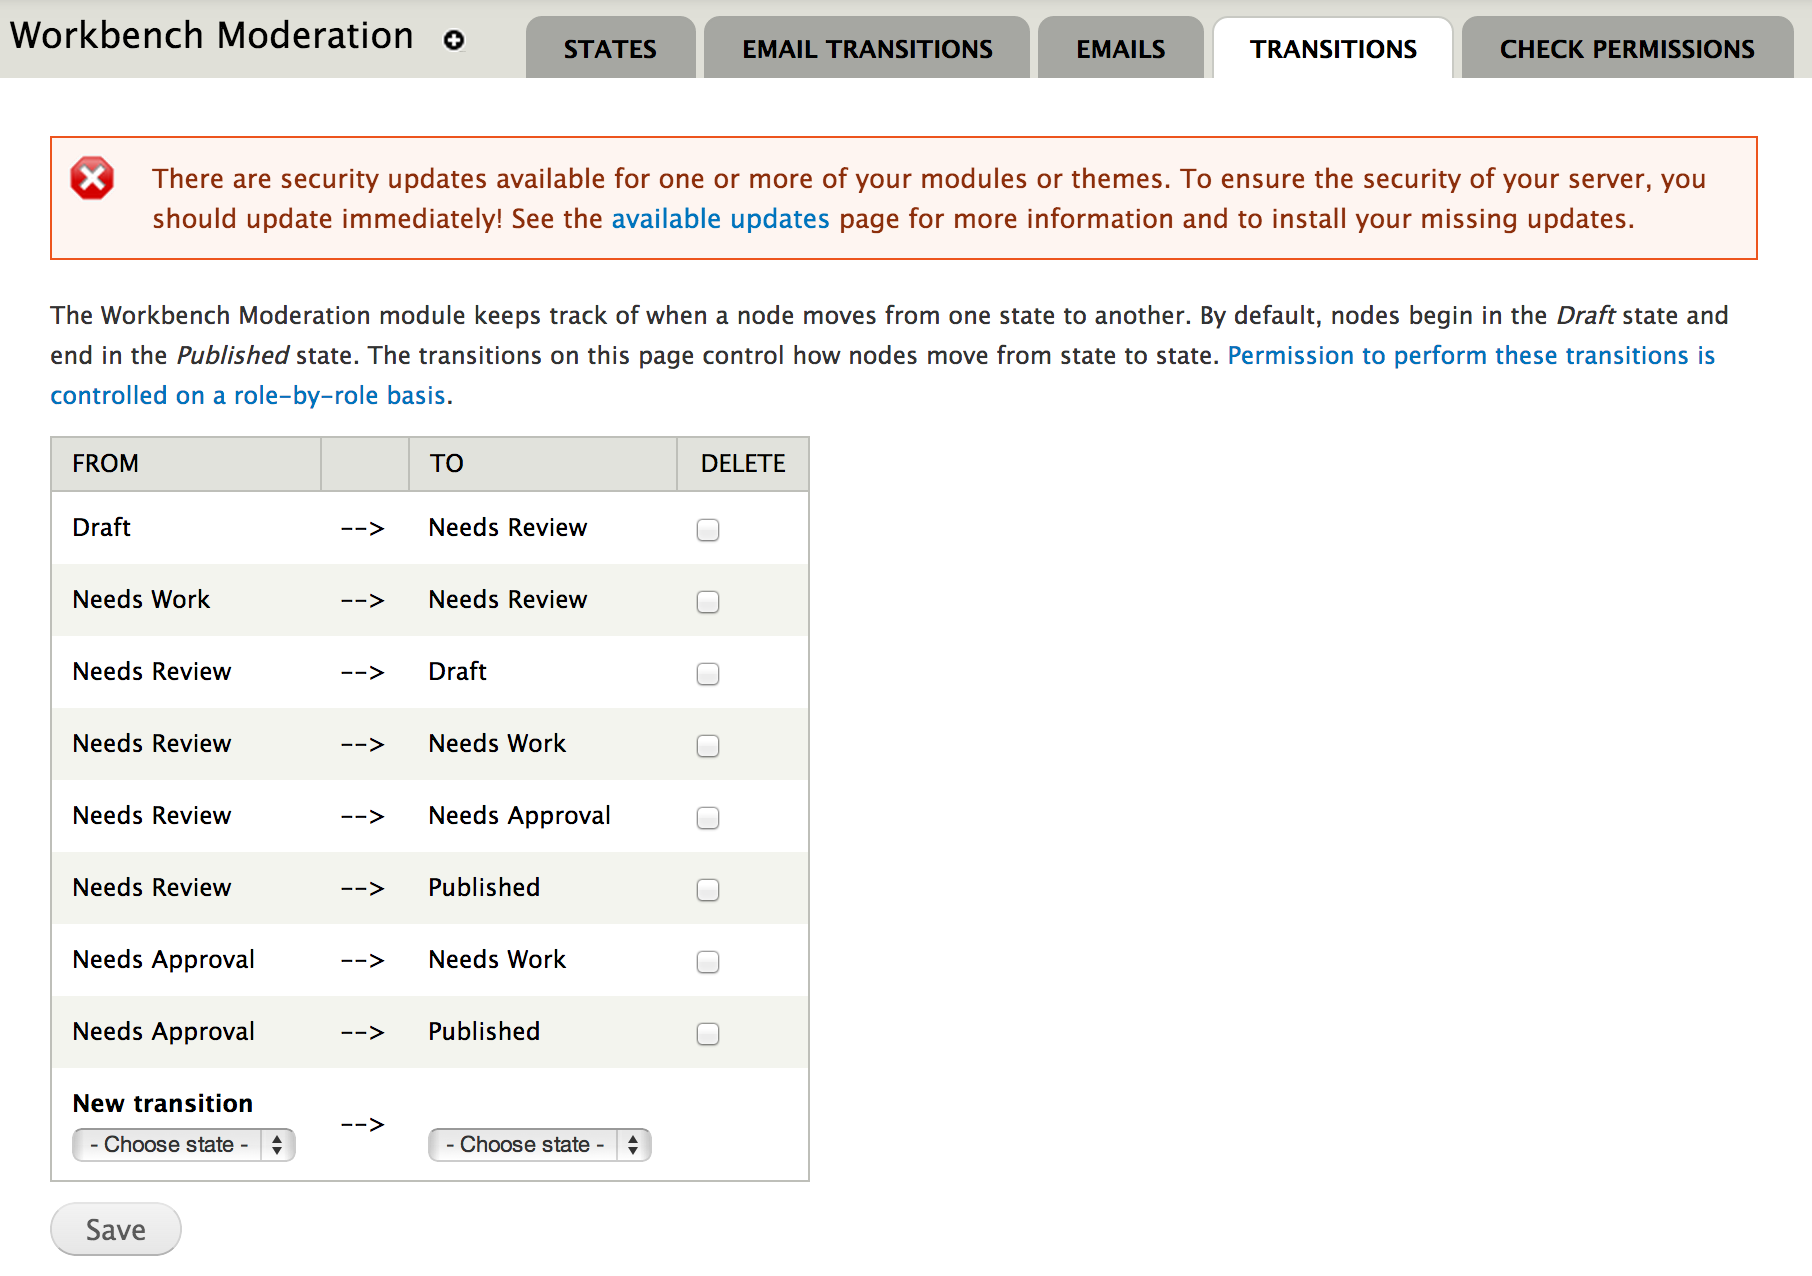 Workbench Moderation
STATES
EMAIL TRANSITIONS
EMAILS
TRANSITIONS
CHECK PERMISSIONS
There are security updates available for one or more of your modules or themes. To ensure the security of your server, you
should update immediately! See the available updates page for more information and to install your missing updates.
The Workbench Moderation module keeps track of when a node moves from one state to another. By default, nodes begin in the Draft state and
end in the Published state. The transitions on this page control how nodes move from state to state. Permission to perform these transitions is
controlled on a role-by-role basis.
FROM TO DELETE
Draft --> Needs Review
Needs Work --> Needs Review
Needs Review --> Draft
Needs Review --> Needs Work
Needs Review --> Needs Approval
Needs Review --> Published
Needs Approval --> Needs Work
Needs Approval --> Published
New transition
-->
- Choose state - - Choose state -
Save